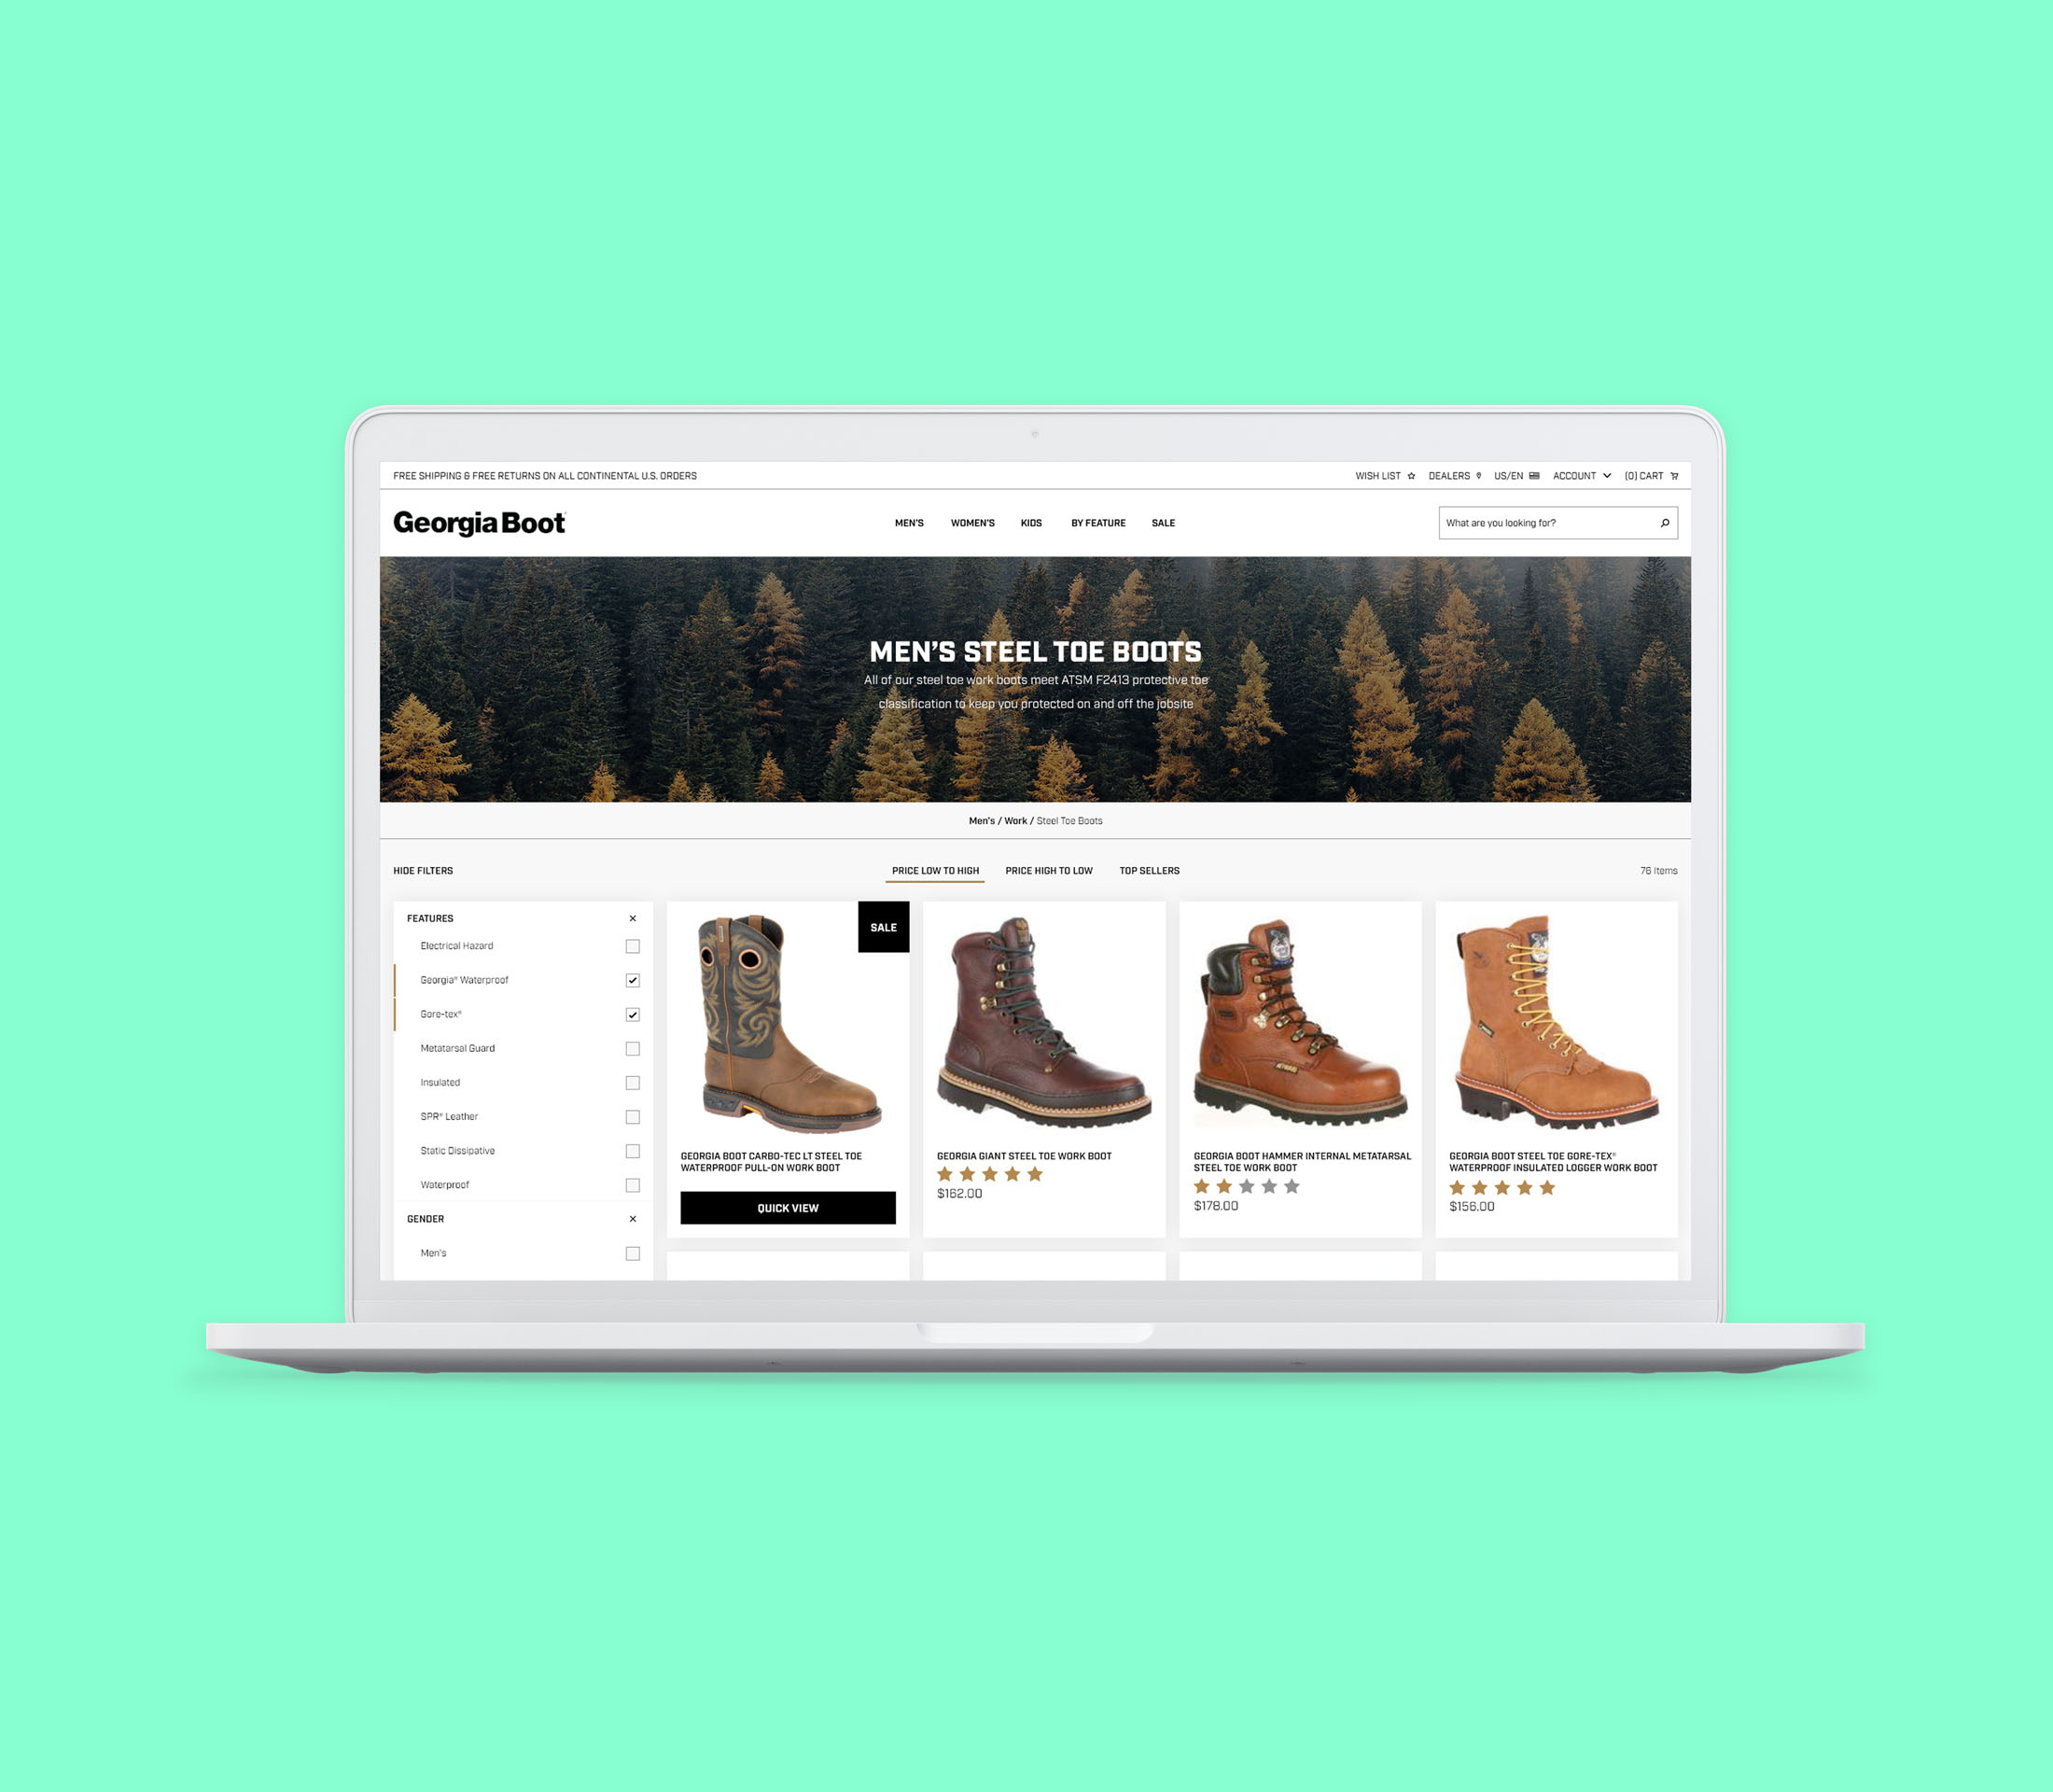 FREE SHIPPING & FREE RETURNS ON ALL CONTINENTAL U.S. ORDERS
WISH LIST DEALERS US/EN ACCOUNT (0) CART
Georgia Boot
MEN'S WOMEN'S KIDS BY FEATURE SALE
What are you looking for?
MEN'S STEEL TOE BOOTS
All of our steel toe work boots meet ATSM F2413 protective toe
classification to keep you protected on and off the jobsite
Men's / Work / Steel Toe Boots
HIDE FILTERS
PRICE LOW TO HIGH PRICE HIGH TO LOW TOP SELLERS
76 Items
FEATURES
Electrical Hazard
Georgia® Waterproof
Gore-tex®
Metatarsal Guard
Insulated
SPR® Leather
Static Dissipative
Waterproof
GENDER
Men's
SALE
GEORGIA BOOT CARBO-TEC LT STEEL TOE
WATERPROOF PULL-ON WORK BOOT
QUICK VIEW
GEORGIA GIANT STEEL TOE WORK BOOT
$162.00
GEORGIA BOOT HAMMER INTERNAL METATARSAL
STEEL TOE WORK BOOT
$178.00
GEORGIA BOOT STEEL TOE GORE-TEX®
WATERPROOF INSULATED LOGGER WORK BOOT
$156.00